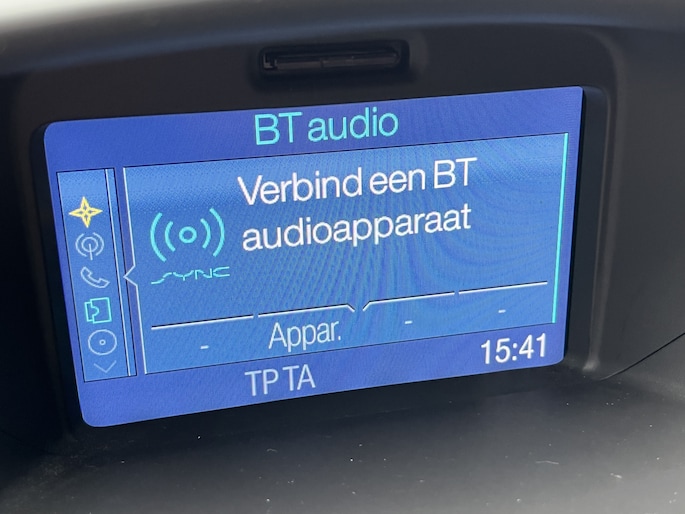 BT audio
Verbind een BT
audioapparaat
SYNC
- Appar. - -
TP TA
15:41